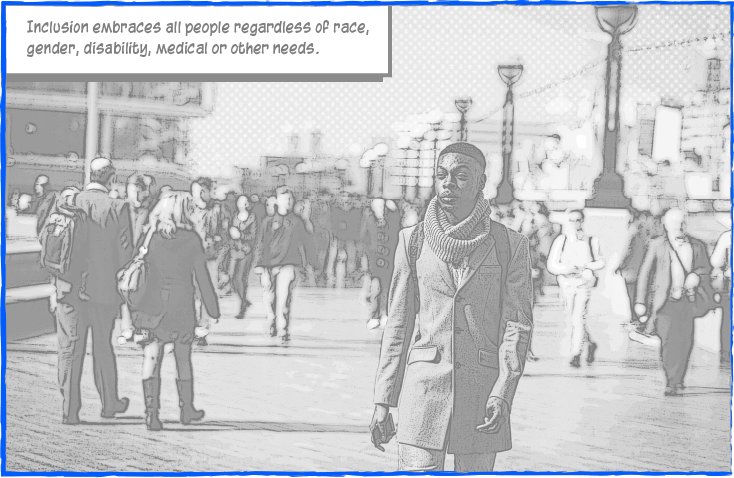 Inclusion embraces all people regardless of race,
gender, disability, medical or other needs.